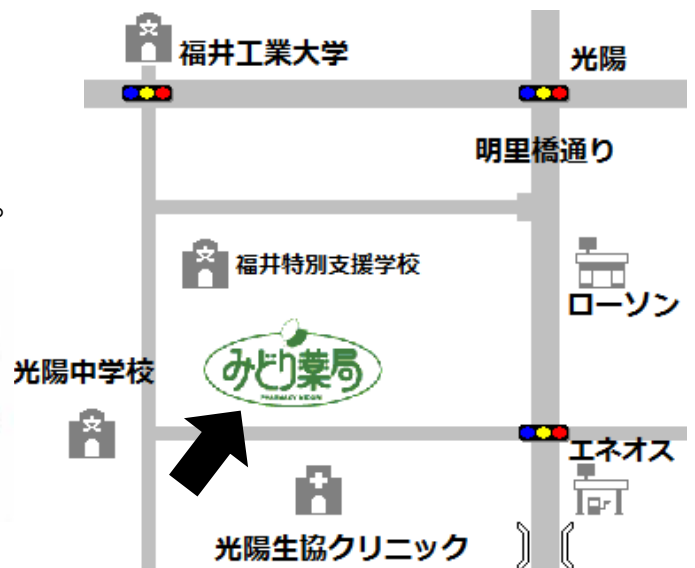 福井工業大学
光陽
明里橋通り
。
福井特別支援学校
ローソン
みどり薬局
PHARMACY MIDORI
光陽中学校
エネオス
光陽生協クリニック